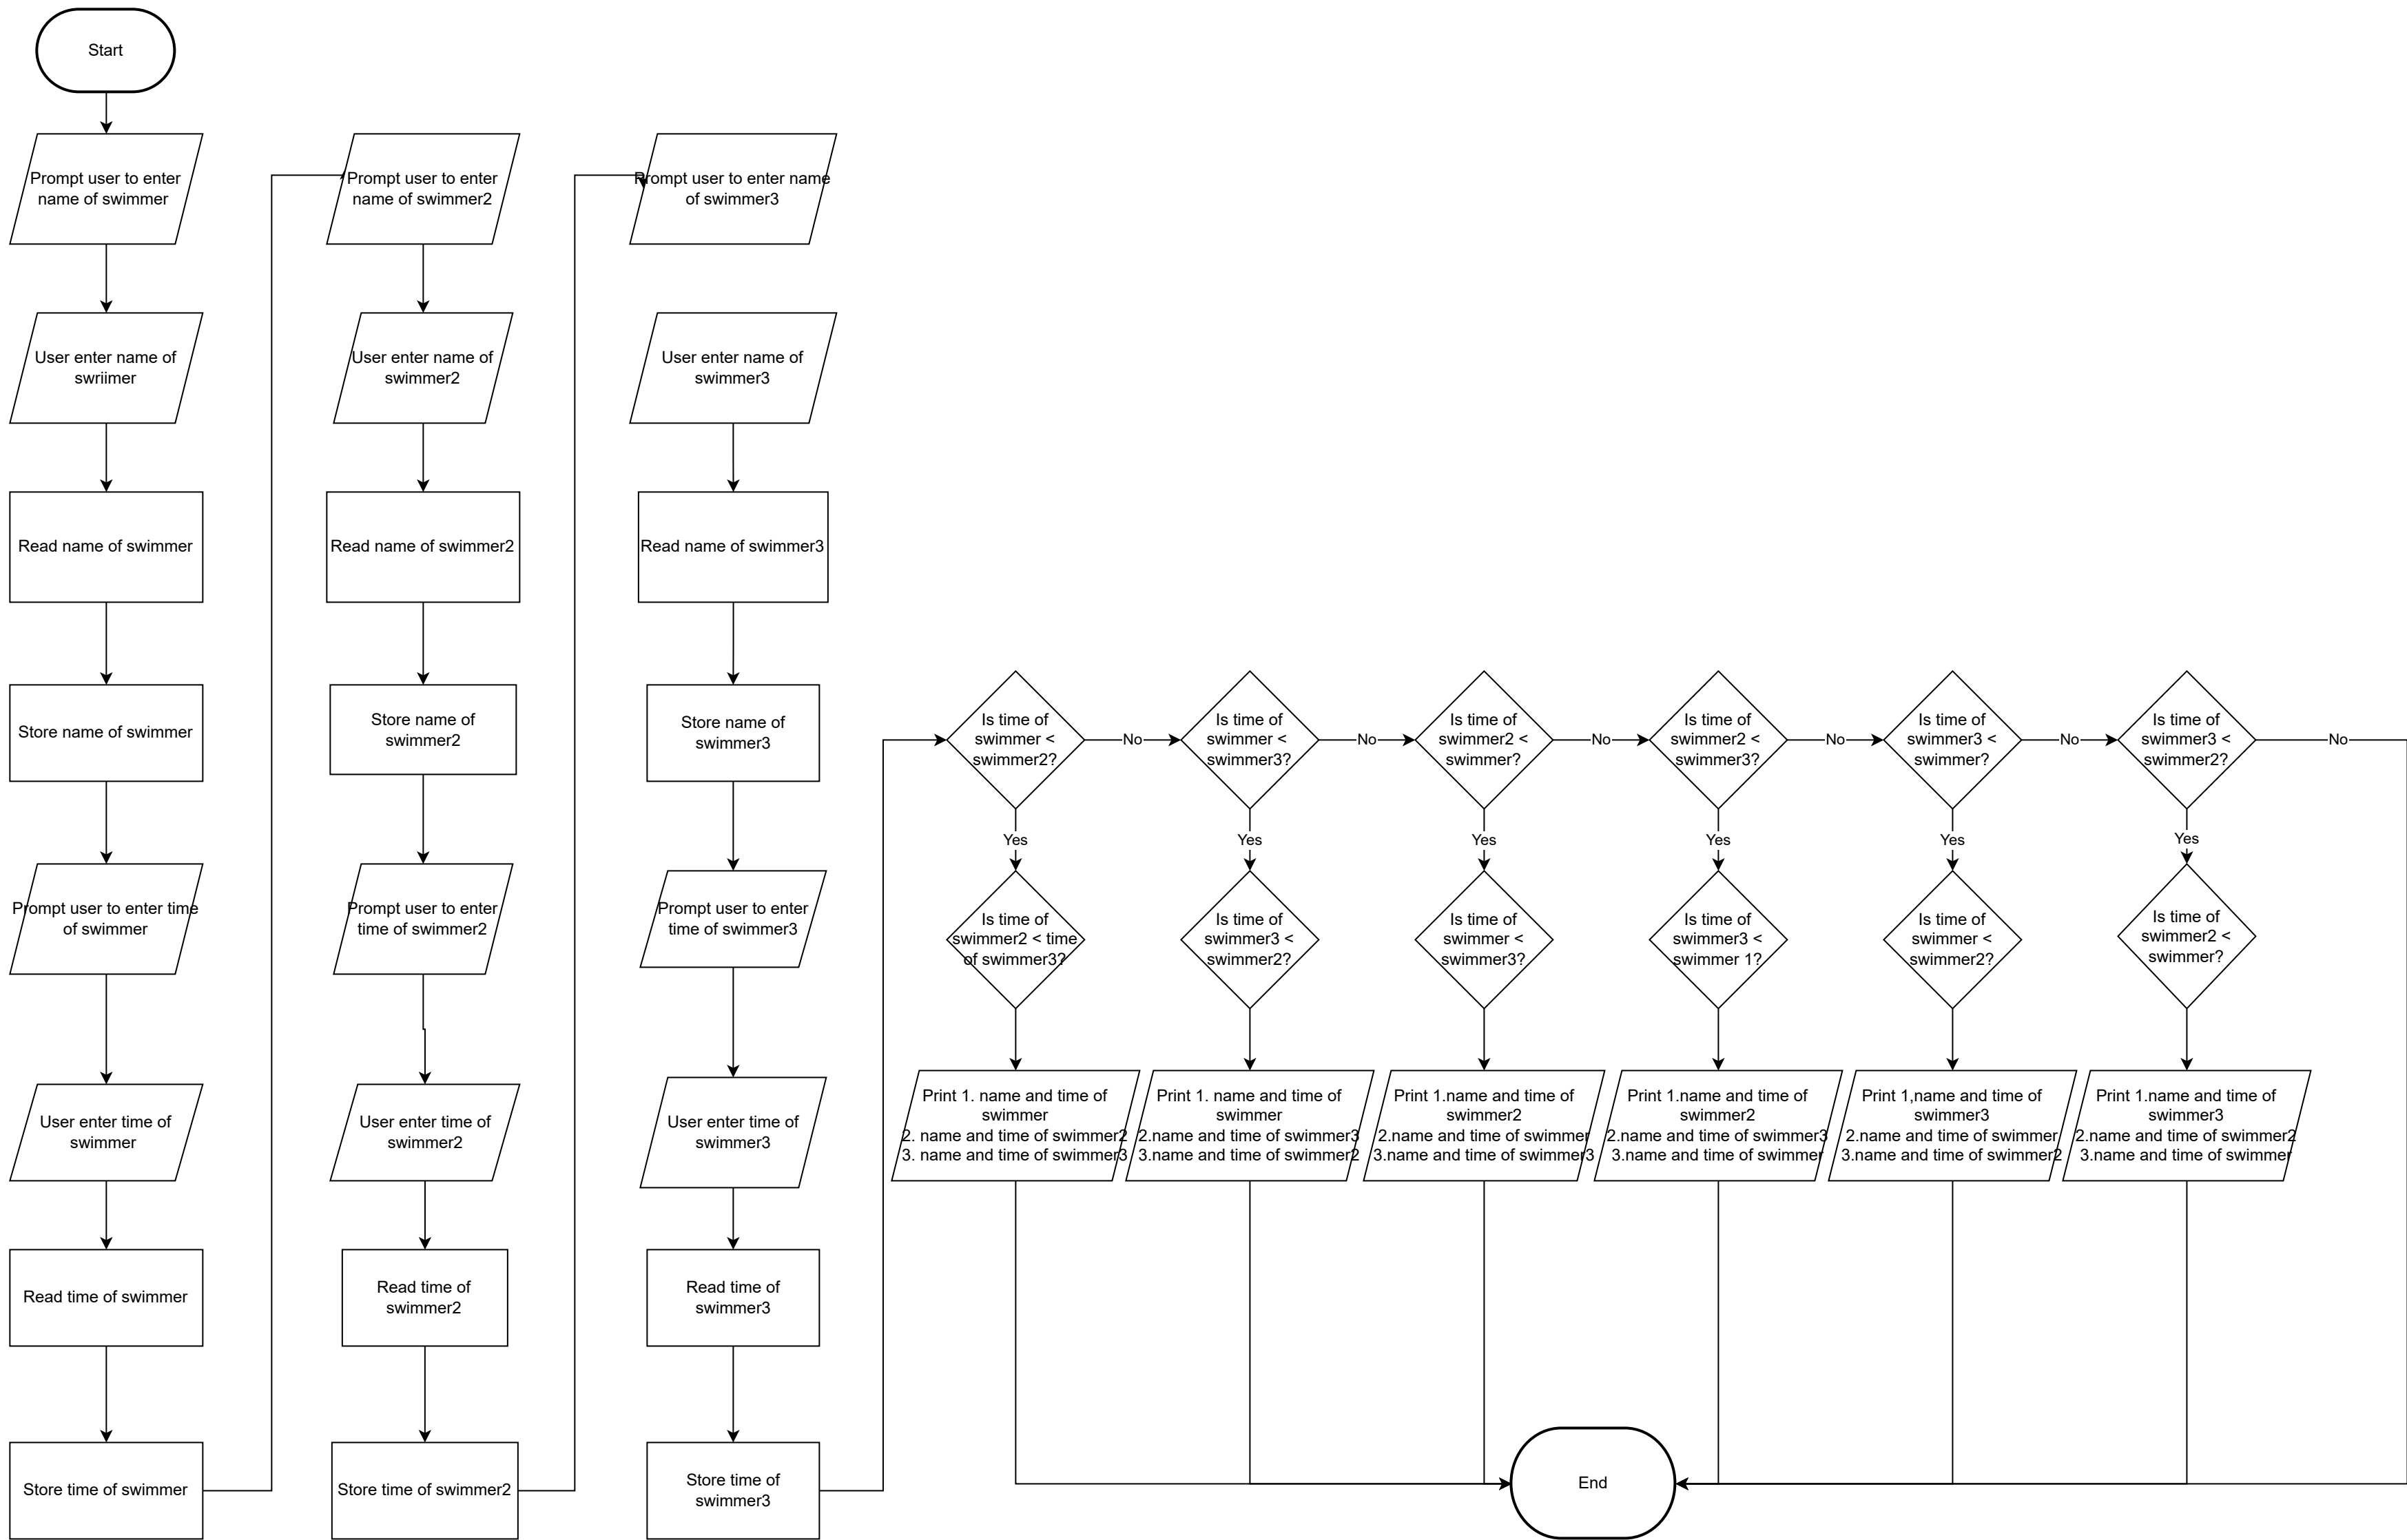 Start
Prompt user to enter
name of swimmer
User enter name of
swriimer
Read name of swimmer
Store name of swimmer
Prompt user to enter time
of swimmer
User enter time of
swimmer
Read time of swimmer
Store time of swimmer
Prompt user to enter
name of swimmer2
User enter name of
swimmer2
Read name of swimmer2
Store name of
swimmer2
Prompt user to enter
time of swimmer2
User enter time of
swimmer2
Read time of
swimmer2
Store time of swimmer2
Prompt user to enter name
of swimmer3
User enter name of
swimmer3
Read name of swimmer3
Store name of
swimmer3
Prompt user to enter
time of swimmer3
User enter time of
swimmer3
Read time of
swimmer3
Store time of
swimmer3
Is time of
swimmer <
swimmer2?
No
Is time of
swimmer <
swimmer3?
No
Is time of
swimmer2 <
swimmer?
No
Is time of
swimmer2 <
swimmer3?
No
Is time of
swimmer3 <
swimmer?
No
Is time of
swimmer3 <
swimmer2?
No
Yes
Yes
Yes
Yes
Yes
Yes
Is time of
swimmer2 < time
of swimmer3?
Is time of
swimmer3 <
swimmer2?
Is time of
swimmer <
swimmer3?
Is time of
swimmer3 <
swimmer 1?
Is time of
swimmer <
swimmer2?
Is time of
swimmer2 <
swimmer?
Print 1. name and time of
swimmer
2. name and time of swimmer2
3. name and time of swimmer3
Print 1. name and time of
swimmer
2.name and time of swimmer3
3.name and time of swimmer2
Print 1.name and time of
swimmer2
2.name and time of swimmer
3.name and time of swimmer3
Print 1.name and time of
swimmer2
2.name and time of swimmer3
3.name and time of swimmer
Print 1,name and time of
swimmer3
2.name and time of swimmer
3.name and time of swimmer2
Print 1.name and time of
swimmer3
2.name and time of swimmer2
3.name and time of swimmer
End